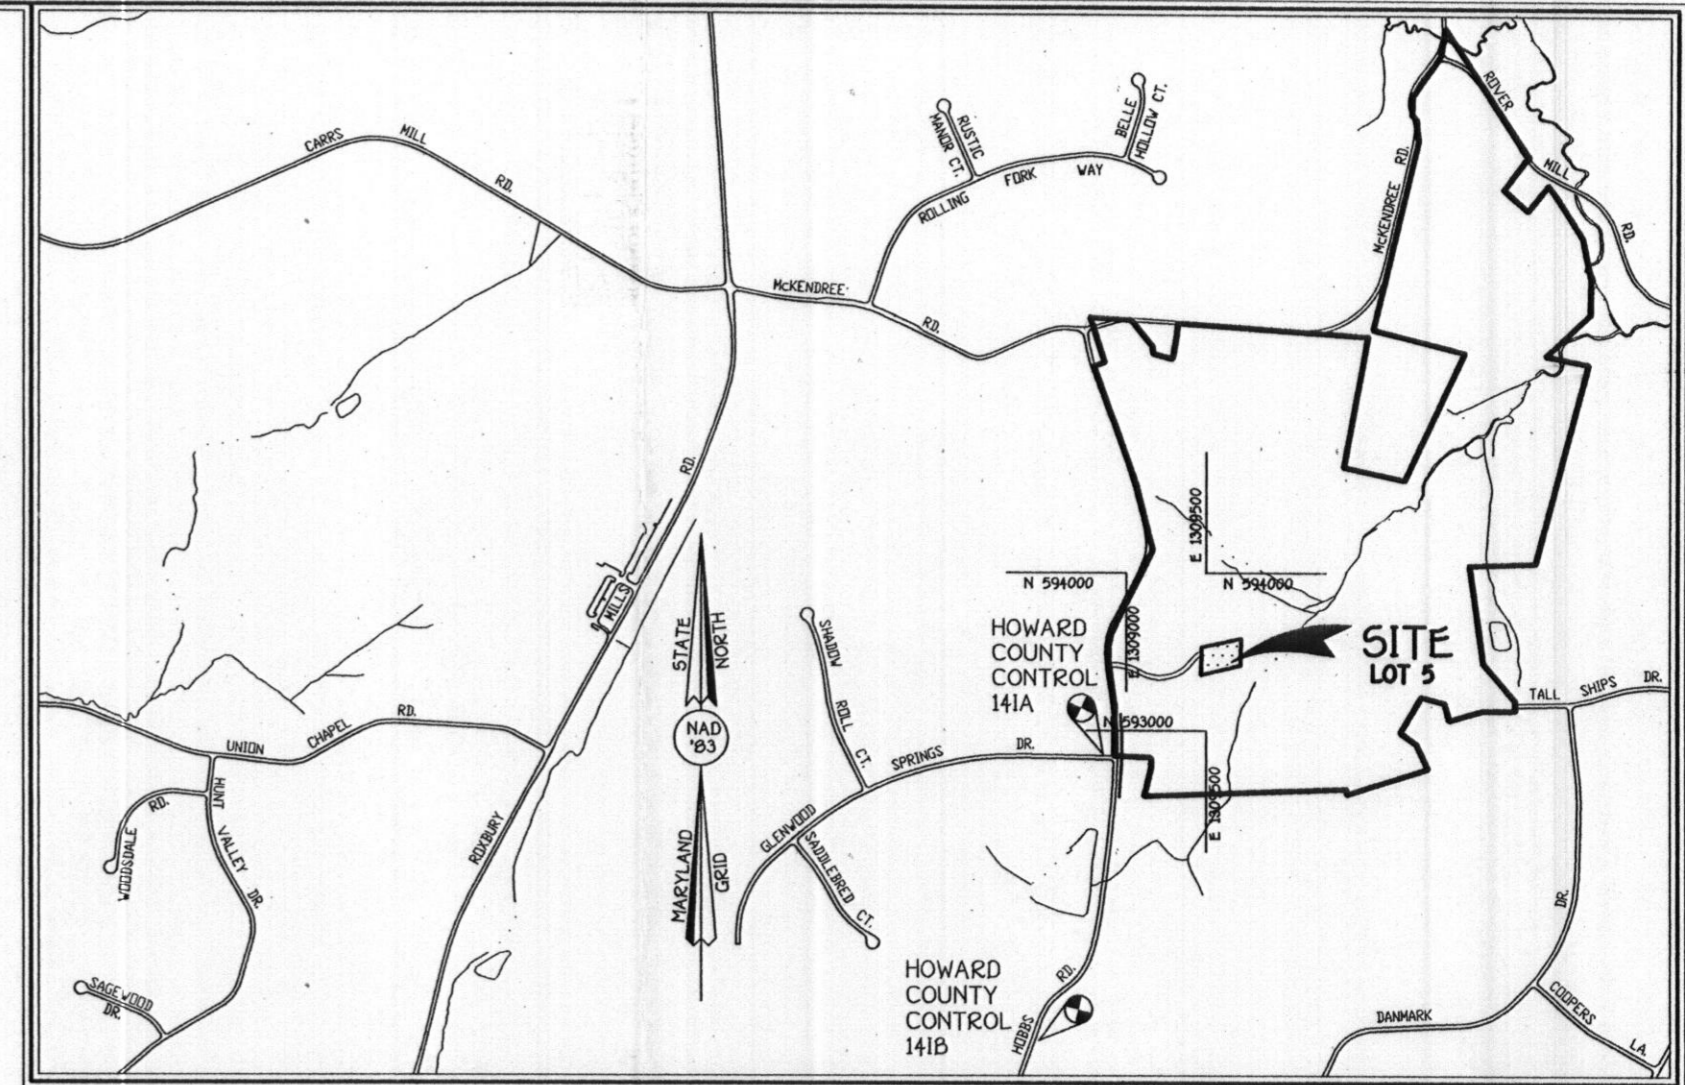 CARRS MILL RD.
RUSTIC
MANOR CT.
BELLE
HOLLOW CT.
ROLLING FORK WAY
ROVER MILL RD.
McKENDREE RD.
McKENDREE RD.
ROXBURY MILLS RD.
E 1309500
N 594000
N 594000
E 1309000
HOWARD
COUNTY
CONTROL
141A
SITE
LOT 5
TALL SHIPS DR.
N 593000
E 1309500
STATE
NORTH
NAD
'83
MARYLAND
GRID
SHADOW ROLL CT.
GLENWOOD SPRINGS DR.
SADDLEBRED CT.
UNION CHAPEL RD.
HUNT VALLEY DR.
WOODSDALE RD.
SAGEWOOD
DR.
HOWARD
COUNTY
CONTROL
141B
HOBBS RD.
DANMARK DR.
COOPERS LA.